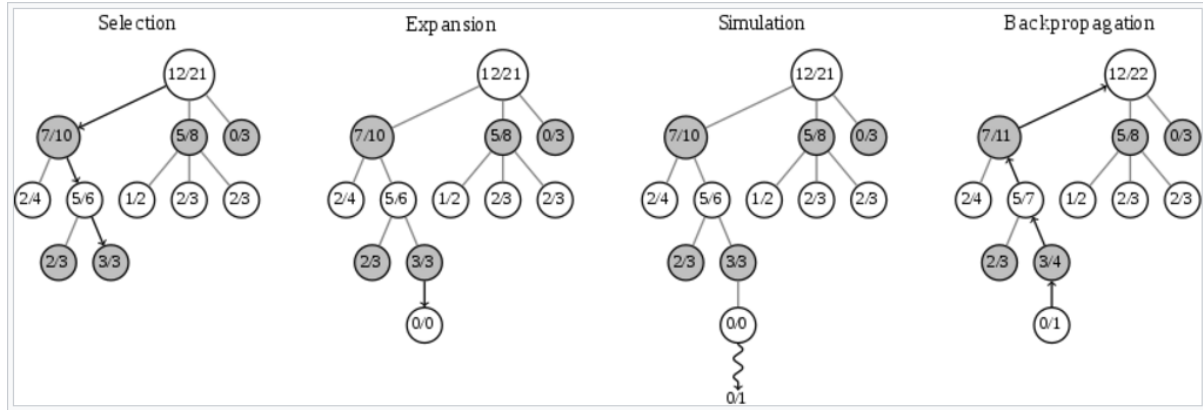 Selection Expansion Simulation Backpropagation
12/21 12/21 12/21 12/22
7/10 5/8 0/3 7/10 5/8 0/3 7/10 5/8 0/3 7/11 5/8 0/3
2/4 5/6 1/2 2/3 2/3 2/4 5/6 1/2 2/3 2/3 2/4 5/6 1/2 2/3 2/3 2/4 5/7 1/2 2/3 2/3
2/3 3/3 2/3 3/3 2/3 3/3 2/3 3/4
0/0 0/0 0/1
0/1